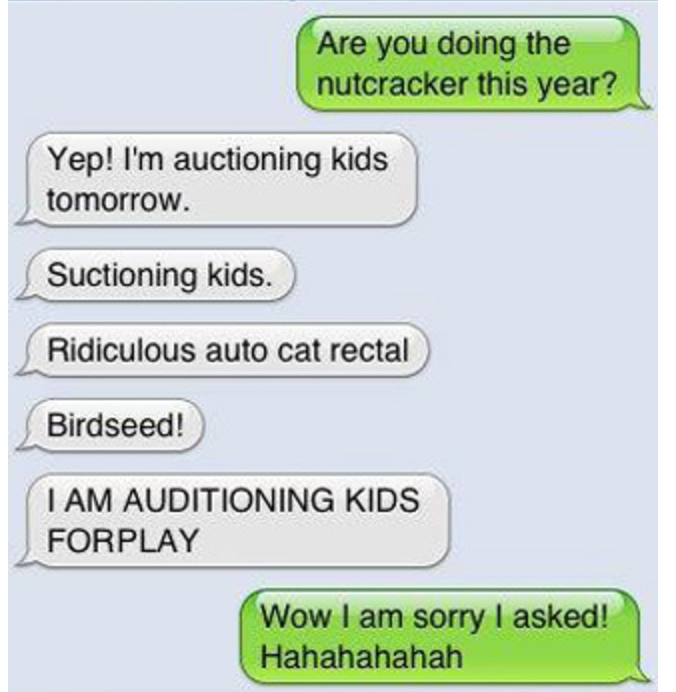 Are you doing the
nutcracker this year?
Yep! I'm auctioning kids
tomorrow.
Suctioning kids.
Ridiculous auto cat rectal
Birdseed!
I AM AUDITIONING KIDS
FORPLAY
Wow I am sorry I asked!
Hahahahahah